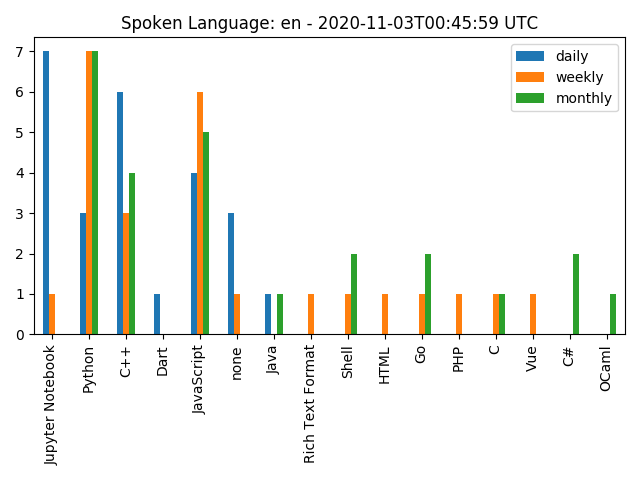 Spoken Language: en - 2020-11-03T00:45:59 UTC
daily
weekly
monthly
7
6
5
4
3
2
1
0
Jupyter Notebook
Python
C++
Dart
JavaScript
none
Java
Rich Text Format
Shell
HTML
Go
PHP
C
Vue
C#
OCaml